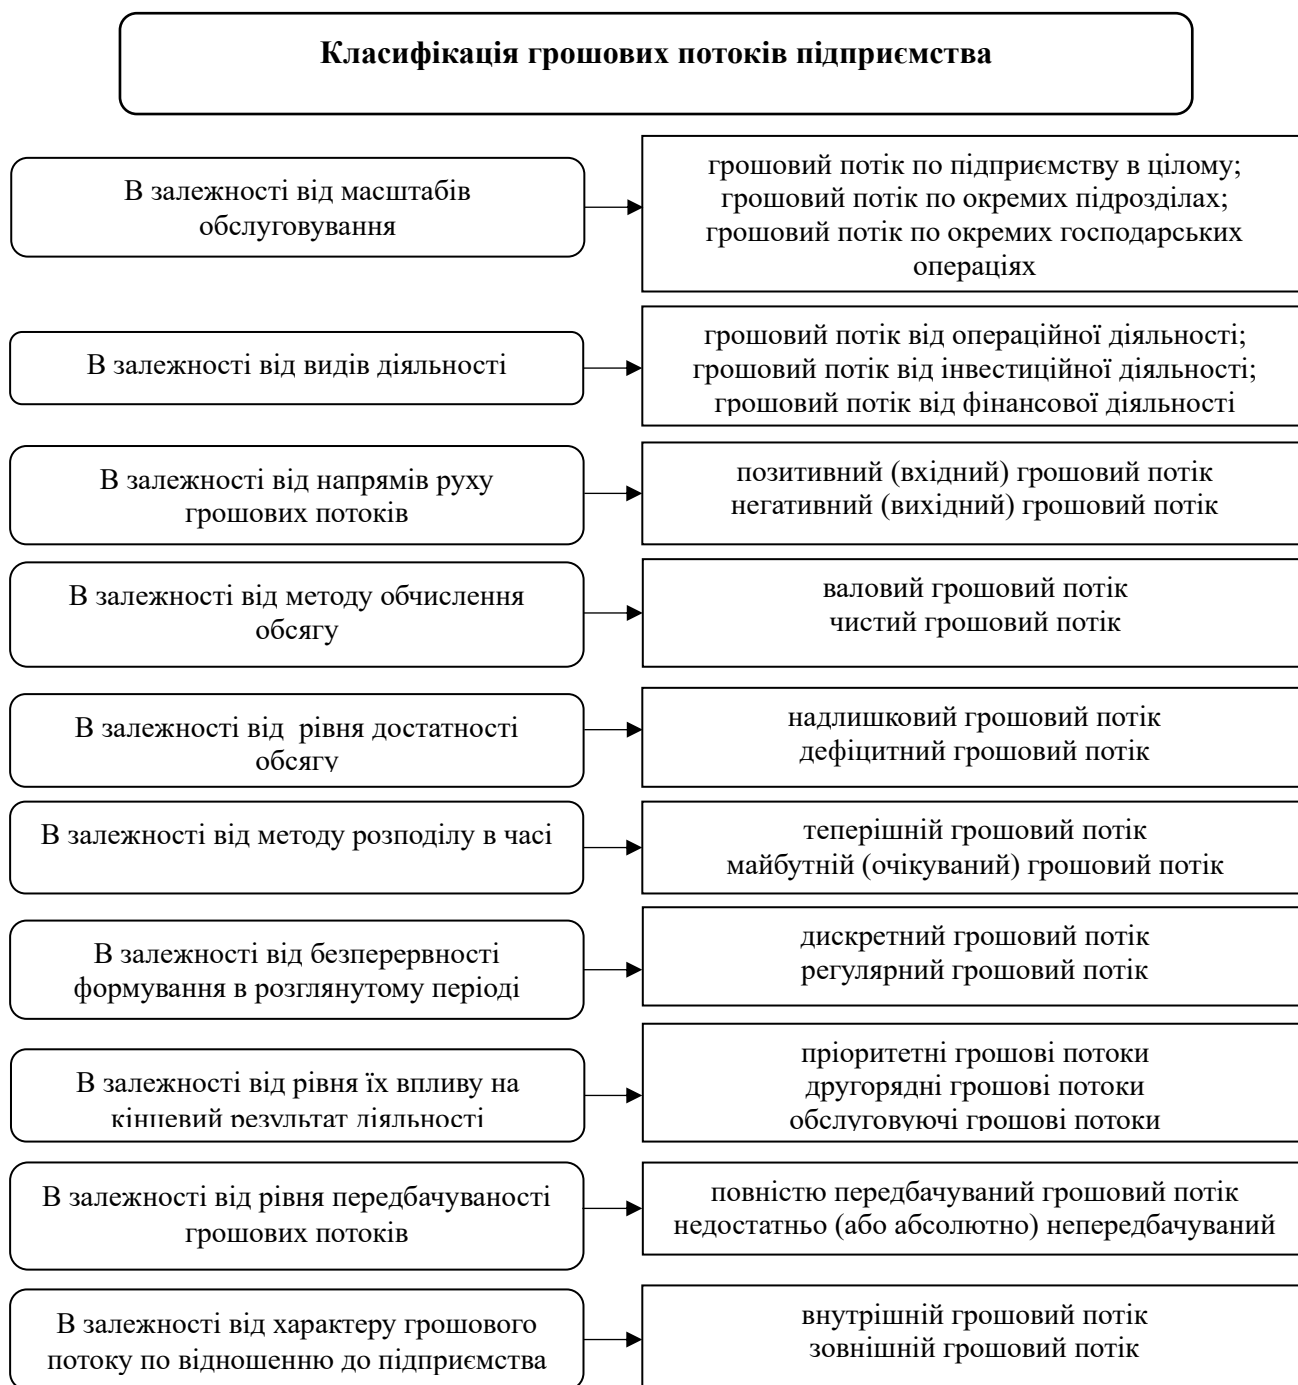 Класифікація грошових потоків підприємства
В залежності від масштабів
обслуговування
грошовий потік по підприємству в цілому;
грошовий потік по окремих підрозділах;
грошовий потік по окремих господарських
операціях
В залежності від видів діяльності
грошовий потік від операційної діяльності;
грошовий потік від інвестиційної діяльності;
грошовий потік від фінансової діяльності
В залежності від напрямів руху
грошових потоків
позитивний (вхідний) грошовий потік
негативний (вихідний) грошовий потік
В залежності від методу обчислення
обсягу
валовий грошовий потік
чистий грошовий потік
В залежності від рівня достатності
обсягу
надлишковий грошовий потік
дефіцитний грошовий потік
В залежності від методу розподілу в часі
теперішній грошовий потік
майбутній (очікуваний) грошовий потік
В залежності від безперервності
формування в розглянутому періоді
дискретний грошовий потік
регулярний грошовий потік
В залежності від рівня їх впливу на
кінцевий результат діяльності
пріоритетні грошові потоки
другорядні грошові потоки
обслуговуючі грошові потоки
В залежності від рівня передбачуваності
грошових потоків
повністю передбачуваний грошовий потік
недостатньо (або абсолютно) непередбачуваний
В залежності від характеру грошового
потоку по відношенню до підприємства
внутрішній грошовий потік
зовнішній грошовий потік